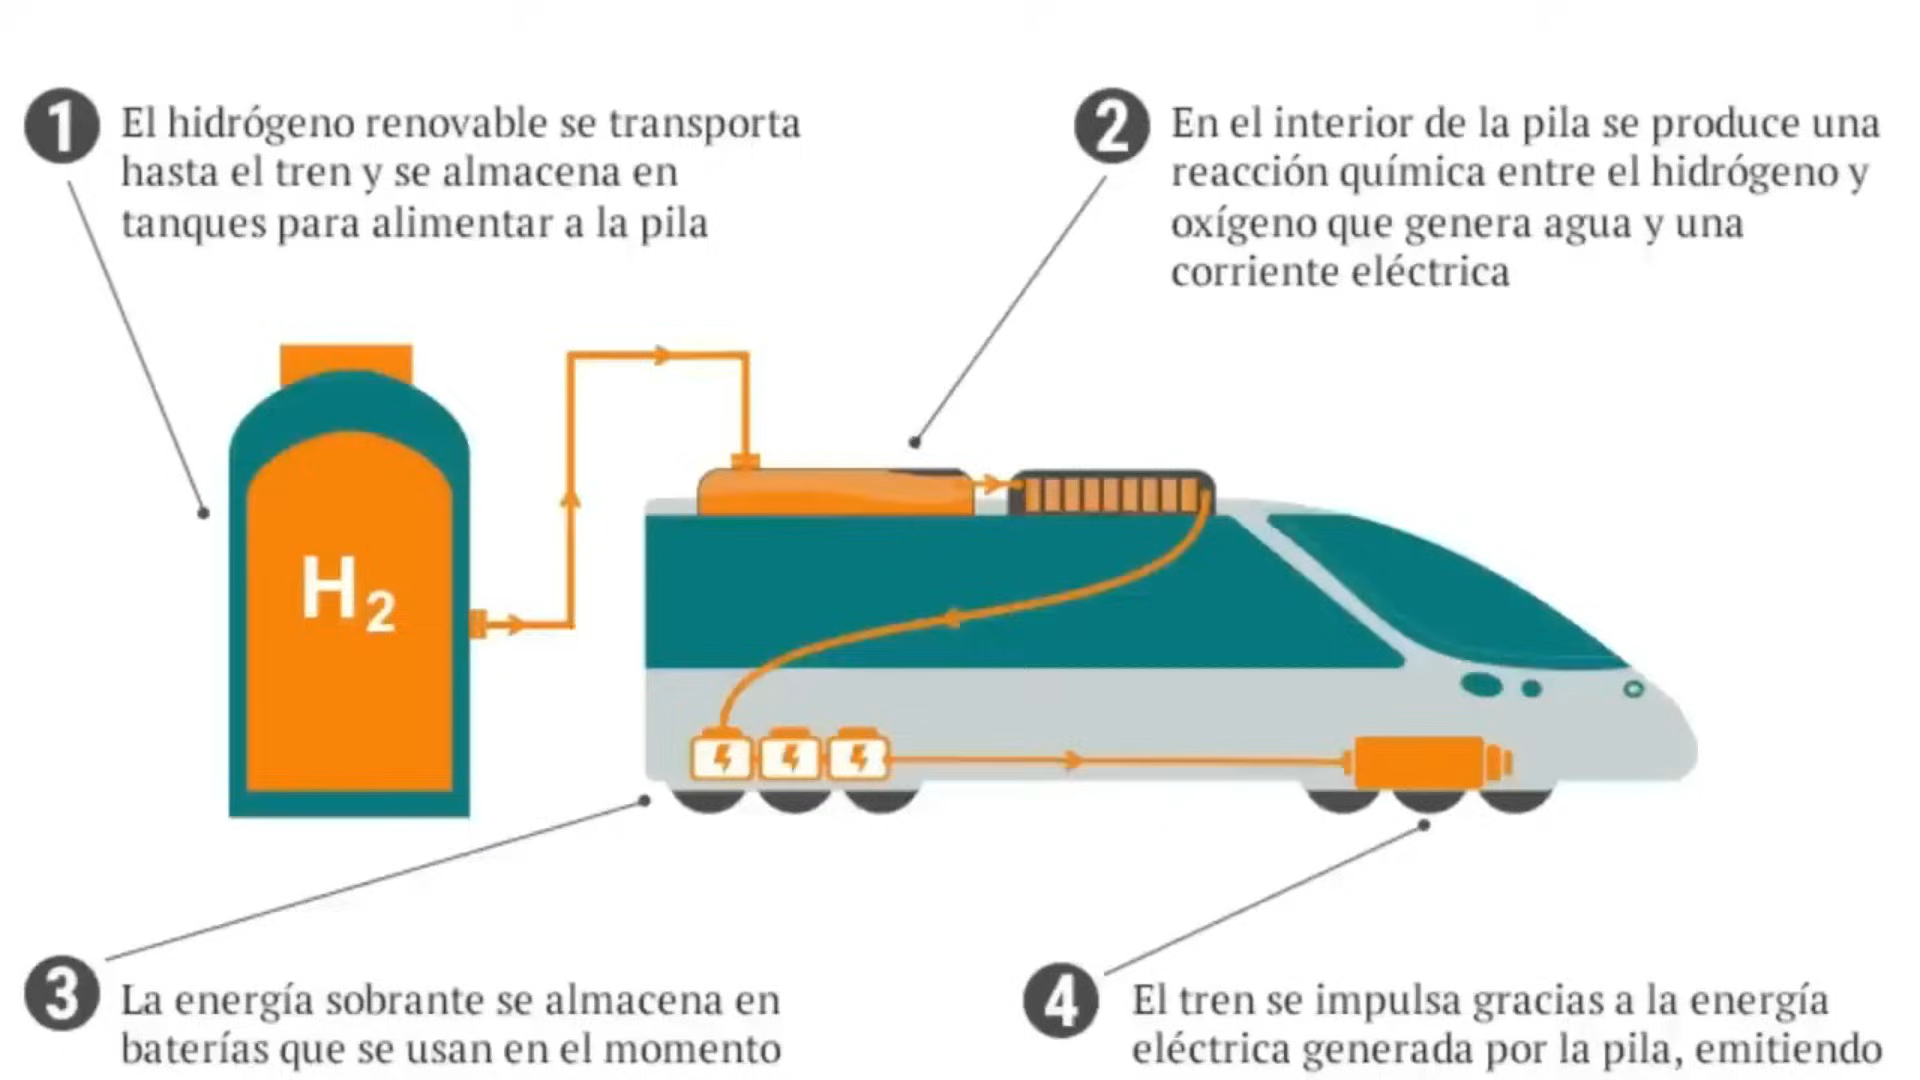 1 El hidrógeno renovable se transporta
hasta el tren y se almacena en
tanques para alimentar a la pila
2 En el interior de la pila se produce una
reacción química entre el hidrógeno y
oxígeno que genera agua y una
corriente eléctrica
H2
3 La energía sobrante se almacena en
baterías que se usan en el momento
4 El tren se impulsa gracias a la energía
eléctrica generada por la pila, emitiendo